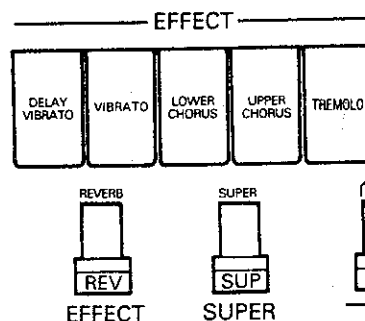 EFFECT
DELAY VIBRATO
VIBRATO
LOWER CHORUS
UPPER CHORUS
TREMOLO
REVERB
SUPER
REV
SUP
EFFECT
SUPER